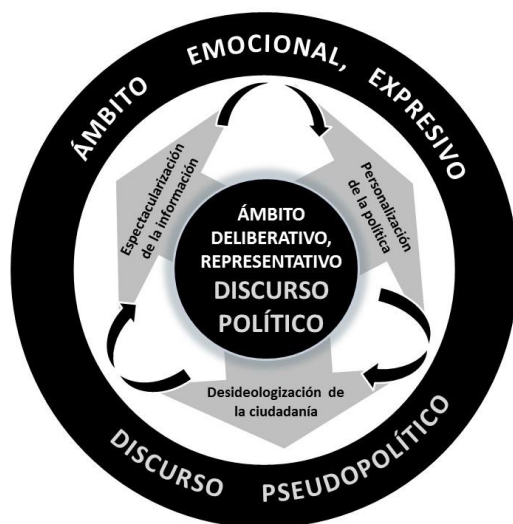 ÁMBITO EMOCIONAL, EXPRESIVO
Espectacularización
de la información
Personalización
de la política
ÁMBITO
DELIBERATIVO,
REPRESENTATIVO
DISCURSO
POLÍTICO
Desideologización de
la ciudadanía
DISCURSO PSEUDOPOLÍTICO